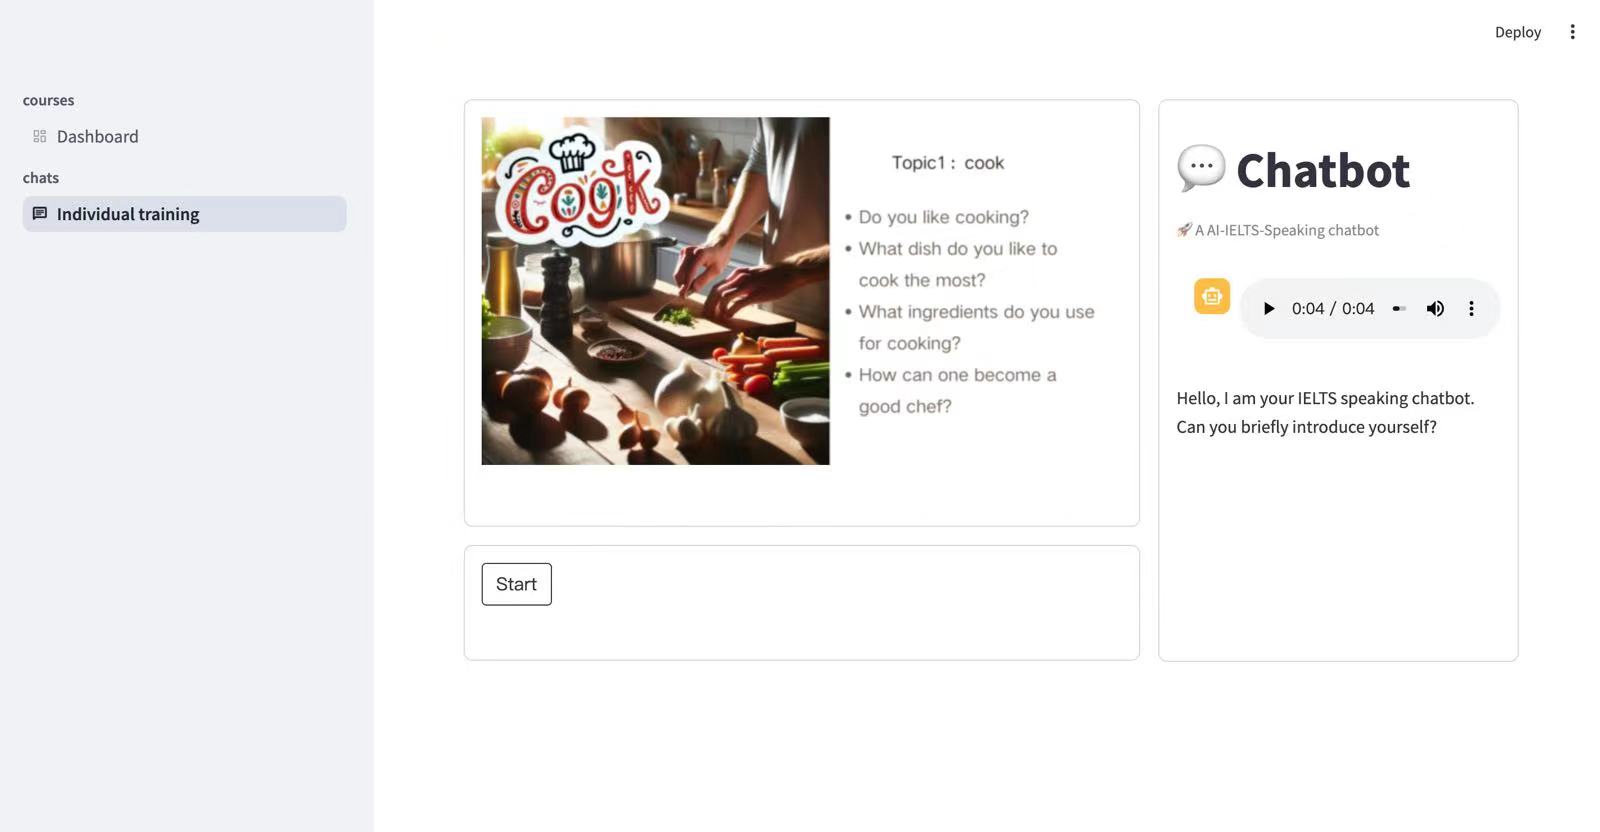 Deploy
courses
Dashboard
chats
Individual training
Cook
Topic1： cook
• Do you like cooking?
• What dish do you like to
cook the most?
• What ingredients do you use
for cooking?
• How can one become a
good chef?
Start
Chatbot
A AI-IELTS-Speaking chatbot
0:04 / 0:04
Hello, I am your IELTS speaking chatbot.
Can you briefly introduce yourself?